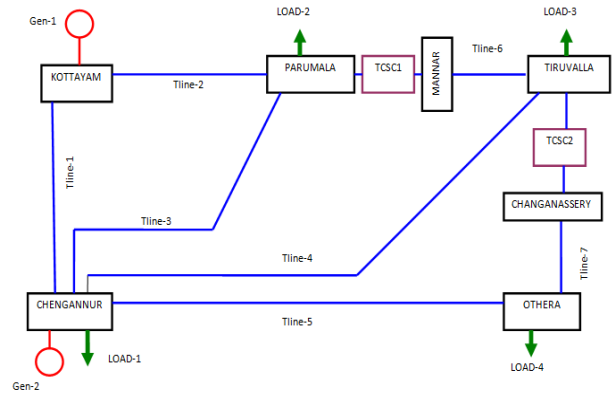 LOAD-2
LOAD-3
Gen-1
KOTTAYAM
Tline-2
PARUMALA
TCSC1
MANNAR
Tline-6
TIRUVALLA
TCSC2
Tline-1
CHANGANASSERY
Tline-3
Tline-4
Tline-7
CHENGANNUR
Tline-5
OTHERA
LOAD-1
LOAD-4
Gen-2